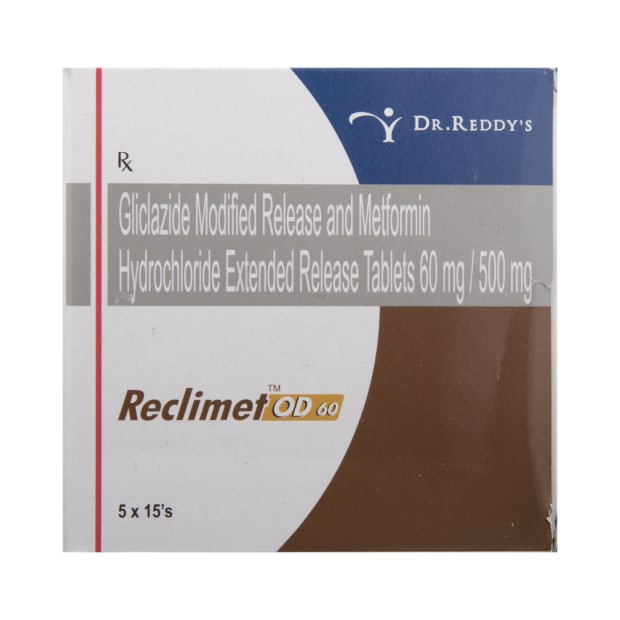 DR.REDDY'S
Rx
Gliclazide Modified Release and Metformin
Hydrochloride Extended Release Tablets 60 mg / 500 mg
Reclimet™ OD 60
5 x 15's